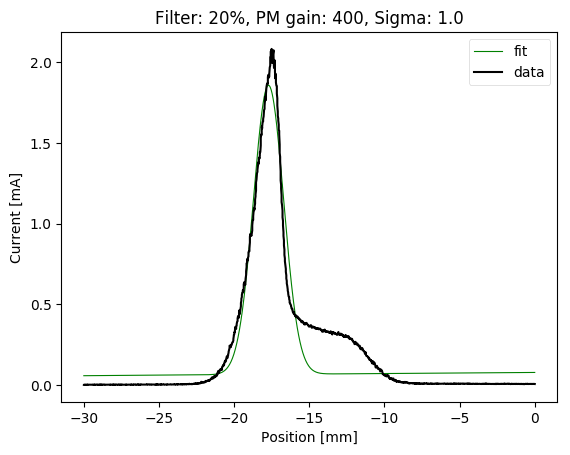 Filter: 20%, PM gain: 400, Sigma: 1.0
fit
data
2.0
1.5
1.0
0.5
0.0
Current [mA]
−30 −25 −20 −15 −10 −5 0
Position [mm]